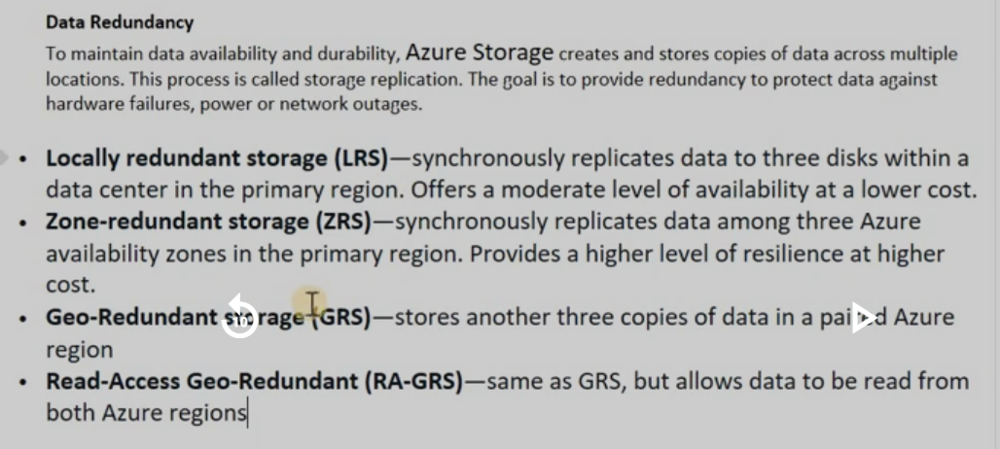 Data Redundancy
To maintain data availability and durability, Azure Storage creates and stores copies of data across multiple
locations. This process is called storage replication. The goal is to provide redundancy to protect data against
hardware failures, power or network outages.
• Locally redundant storage (LRS)—synchronously replicates data to three disks within a
data center in the primary region. Offers a moderate level of availability at a lower cost.
• Zone-redundant storage (ZRS)—synchronously replicates data among three Azure
availability zones in the primary region. Provides a higher level of resilience at higher
cost.
• Geo-Redundant storage (GRS)—stores another three copies of data in a paired Azure
region
• Read-Access Geo-Redundant (RA-GRS)—same as GRS, but allows data to be read from
both Azure regions